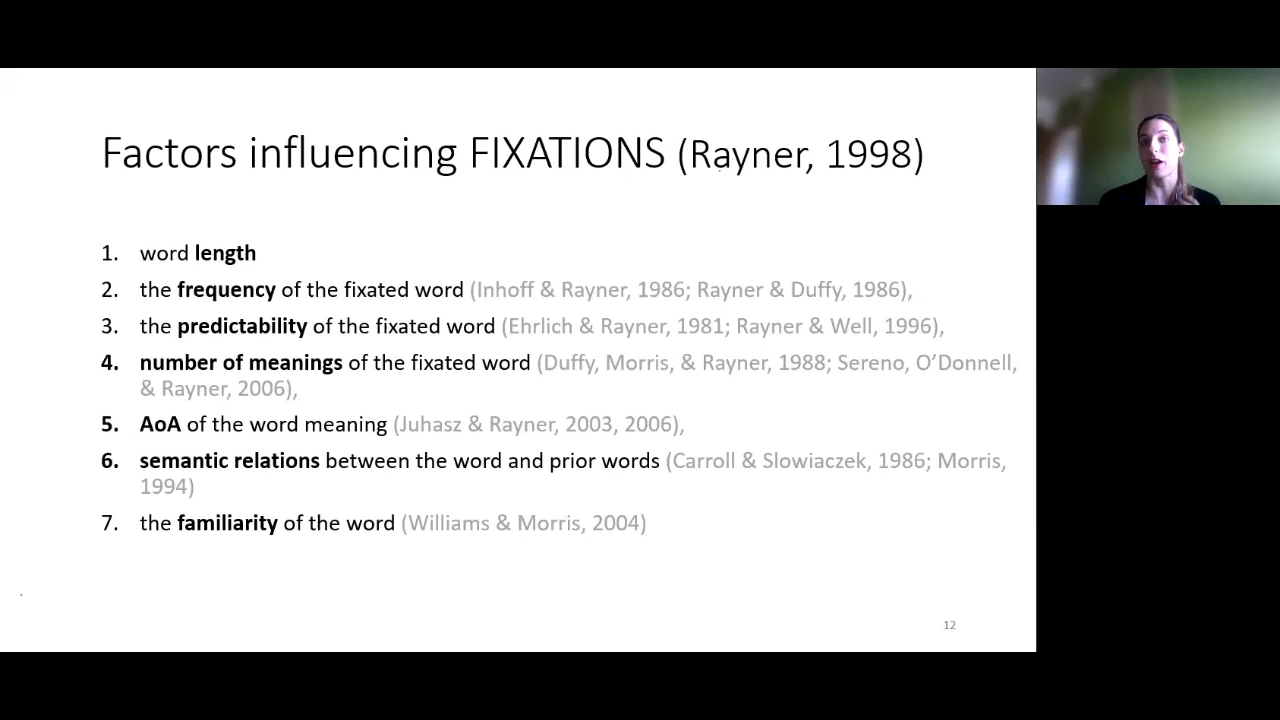 Factors influencing FIXATIONS (Rayner, 1998)
1. word length
2. the frequency of the fixated word (Inhoff & Rayner, 1986; Rayner & Duffy, 1986),
3. the predictability of the fixated word (Ehrlich & Rayner, 1981; Rayner & Well, 1996),
4. number of meanings of the fixated word (Duffy, Morris, & Rayner, 1988; Sereno, O’Donnell,
& Rayner, 2006),
5. AoA of the word meaning (Juhasz & Rayner, 2003, 2006),
6. semantic relations between the word and prior words (Carroll & Slowiaczek, 1986; Morris,
1994)
7. the familiarity of the word (Williams & Morris, 2004)
12